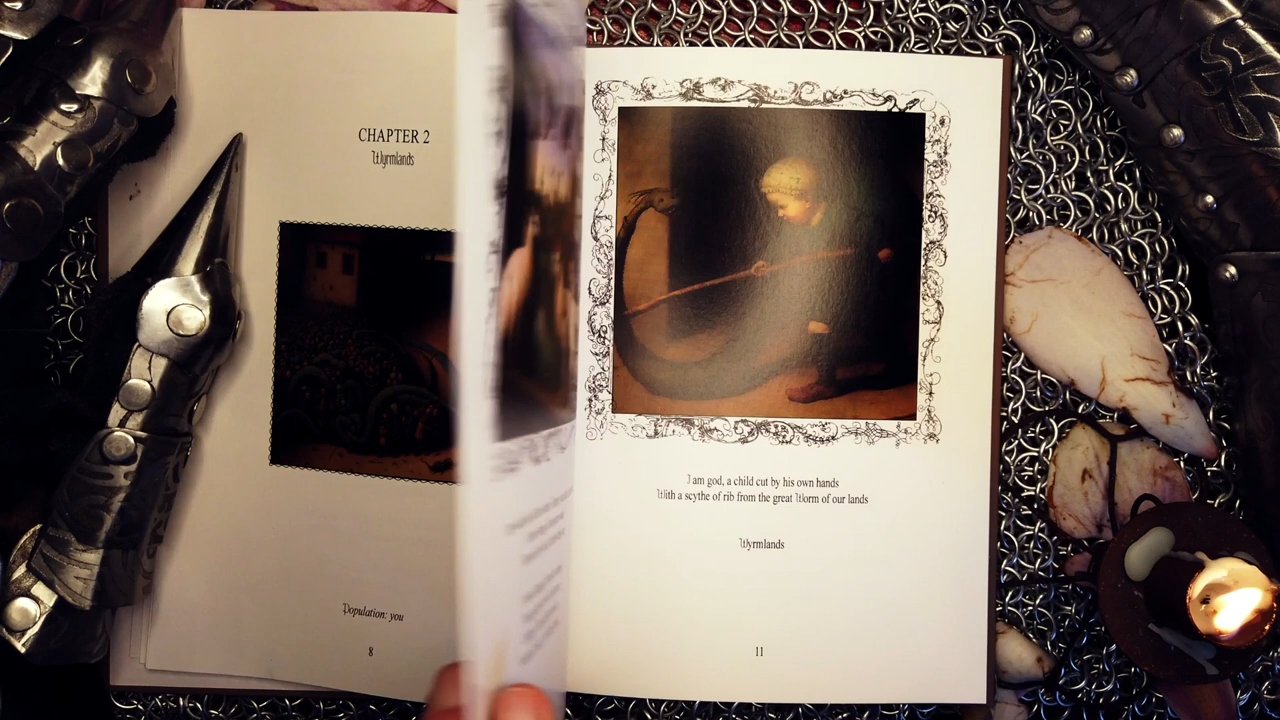 CHAPTER 2
Wyrmlands
Population: you
8
I am god, a child cut by his own hands
With a scythe of rib from the great Worm of our lands
Wyrmlands
11